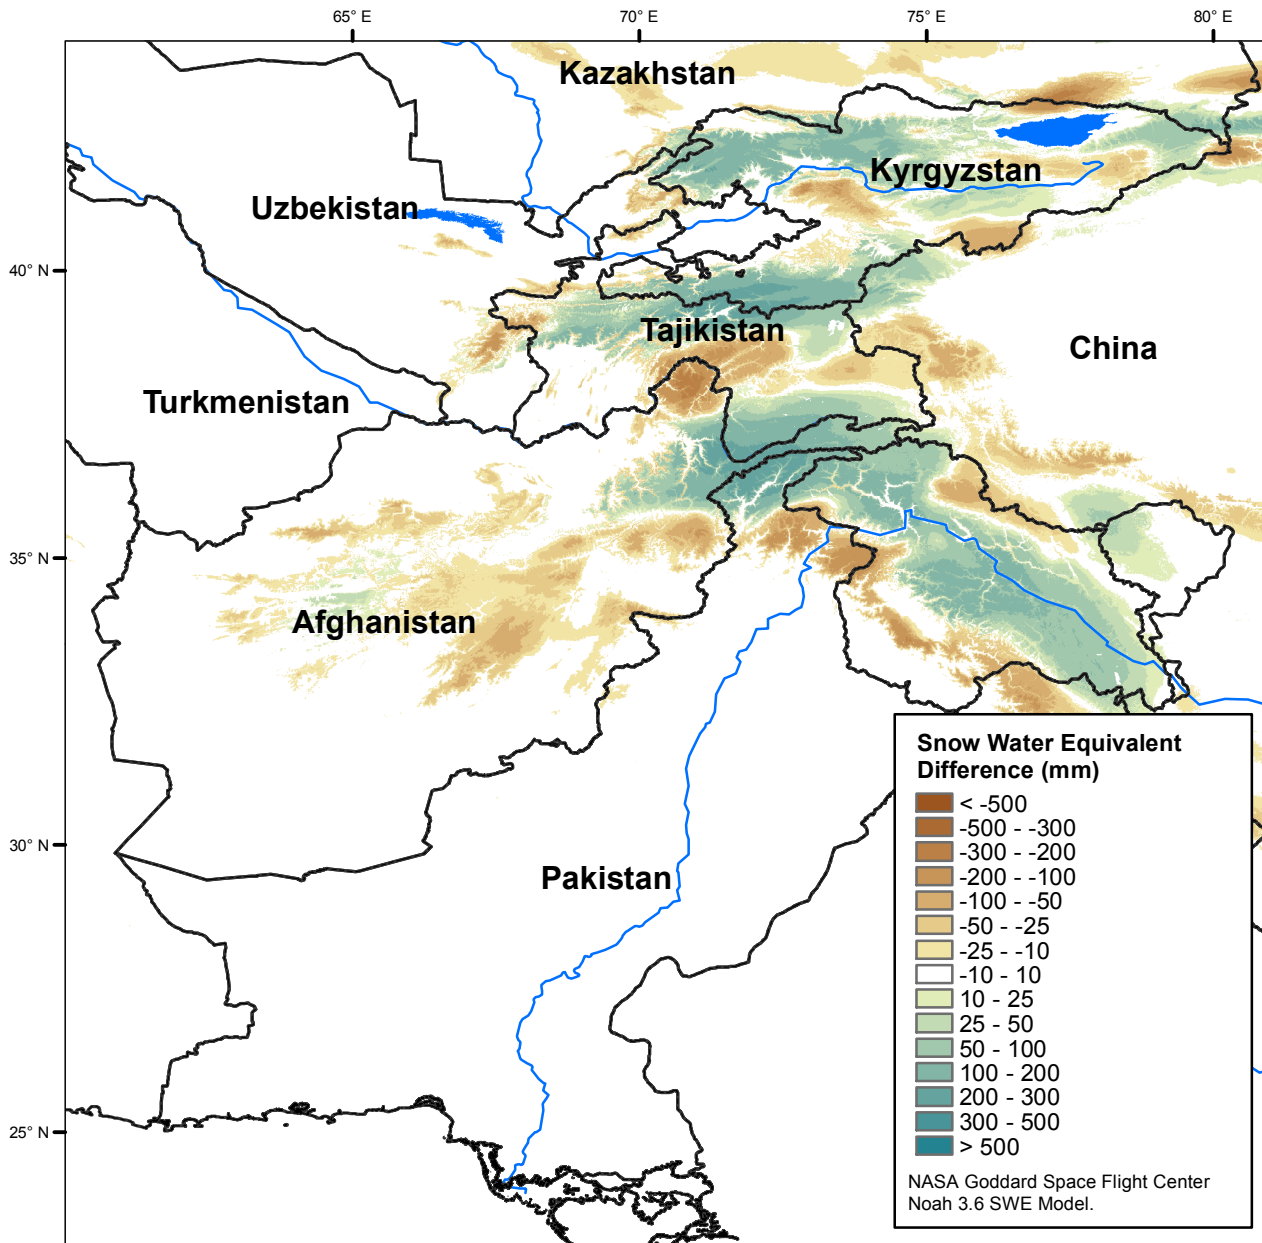 65° E
70° E
75° E
80° E
Kazakhstan
Kyrgyzstan
Uzbekistan
40° N
Tajikistan
China
Turkmenistan
35° N
Afghanistan
Snow Water Equivalent
Difference (mm)
< -500
-500 - -300
30° N
-300 - -200
Pakistan
-200 - -100
-100 - -50
-50 - -25
-25 - -10
-10 - 10
10 - 25
25 - 50
50 - 100
100 - 200
200 - 300
300 - 500
25° N
> 500
NASA Goddard Space Flight Center
Noah 3.6 SWE Model.